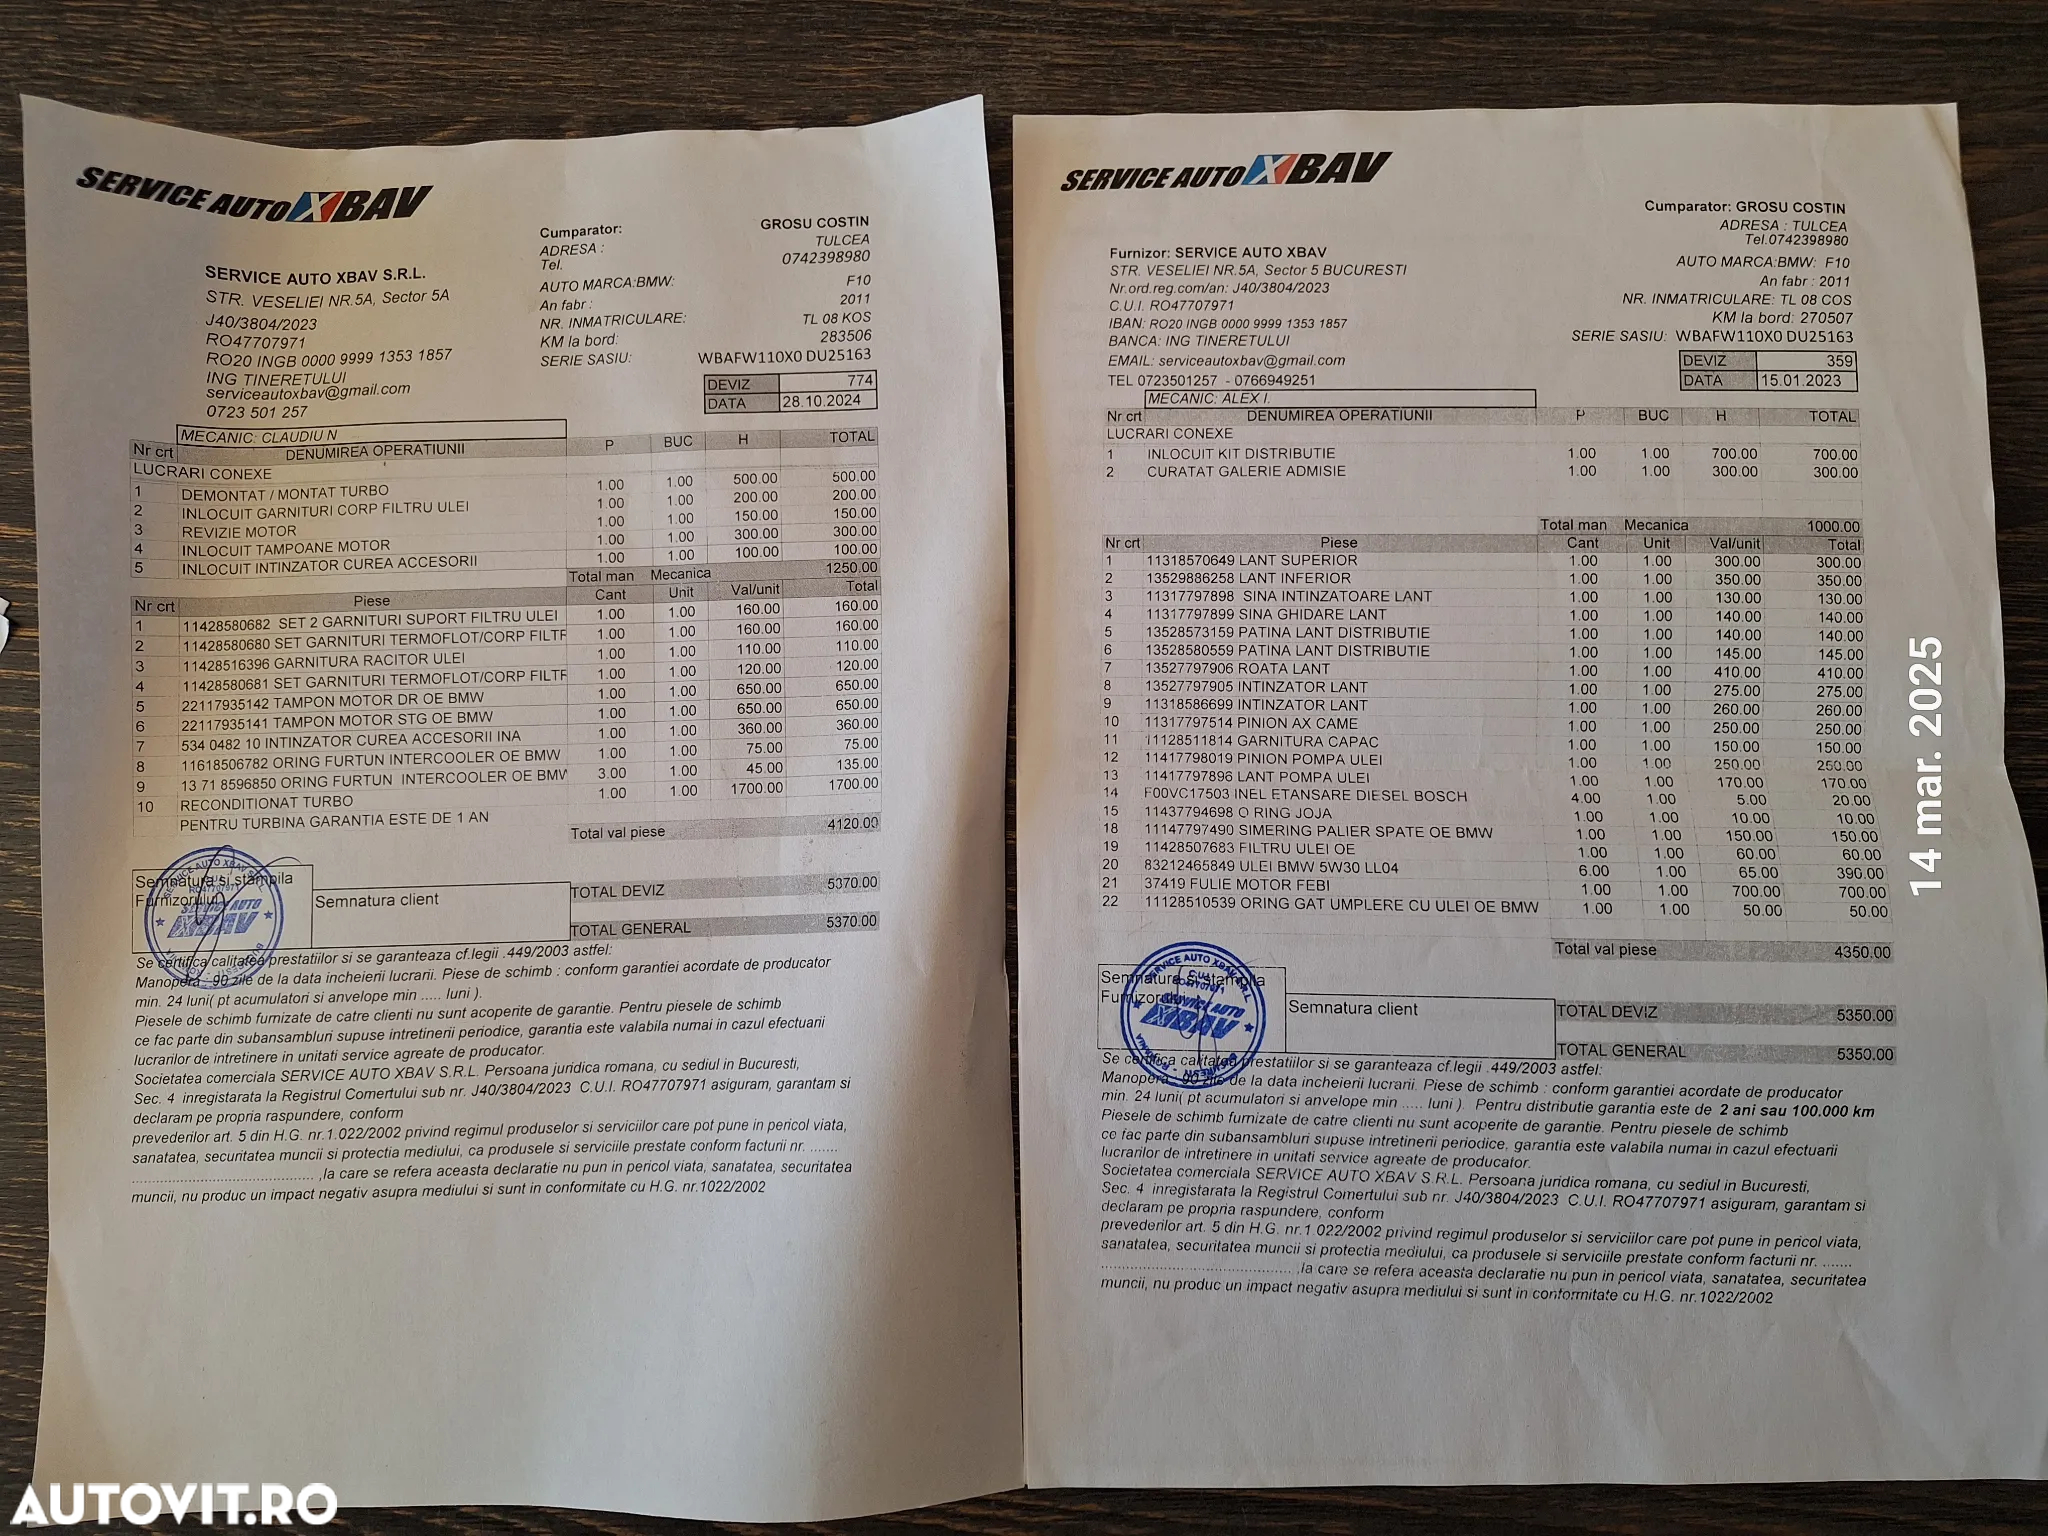 SERVICE AUTO XBAV
Cumparator: GROSU COSTIN
ADRESA : TULCEA
Tel. 0742398980
AUTO MARCA:BMW: F10
An fabr : 2011
NR. INMATRICULARE: TL 08 KOS
KM la bord: 283506
SERIE SASIU: WBAFW110X0 DU25163
SERVICE AUTO XBAV S.R.L.
STR. VESELIEI NR.5A, Sector 5A
J40/3804/2023
RO47707971
RO20 INGB 0000 9999 1353 1857
ING TINERETULUI
serviceautoxbav@gmail.com
0723 501 257
DEVIZ 774
DATA 28.10.2024
MECANIC: CLAUDIU N
Nr crt DENUMIREA OPERATIUNII P BUC H TOTAL
LUCRARI CONEXE
1 DEMONTAT / MONTAT TURBO 1.00 1.00 500.00 500.00
2 INLOCUIT GARNITURI CORP FILTRU ULEI 1.00 1.00 200.00 200.00
3 REVIZIE MOTOR 1.00 1.00 150.00 150.00
4 INLOCUIT TAMPOANE MOTOR 1.00 1.00 300.00 300.00
5 INLOCUIT INTINZATOR CUREA ACCESORII 1.00 1.00 100.00 100.00
Total man Mecanica 1250.00
Nr crt Piese Cant Unit Val/unit Total
1 11428580682 SET 2 GARNITURI SUPORT FILTRU ULEI 1.00 1.00 160.00 160.00
2 11428580680 SET GARNITURI TERMOFLOT/CORP FILTF 1.00 1.00 160.00 160.00
3 11428516396 GARNITURA RACITOR ULEI 1.00 1.00 110.00 110.00
4 11428580681 SET GARNITURI TERMOFLOT/CORP FILTF 1.00 1.00 120.00 120.00
5 22117935142 TAMPON MOTOR DR OE BMW 1.00 1.00 650.00 650.00
6 22117935141 TAMPON MOTOR STG OE BMW 1.00 1.00 650.00 650.00
7 534 0482 10 INTINZATOR CUREA ACCESORII INA 1.00 1.00 360.00 360.00
8 11618506782 ORING FURTUN INTERCOOLER OE BMW 1.00 1.00 75.00 75.00
9 13 71 8596850 ORING FURTUN INTERCOOLER OE BMW 3.00 1.00 45.00 135.00
10 RECONDITIONAT TURBO 1.00 1.00 1700.00 1700.00
PENTRU TURBINA GARANTIA ESTE DE 1 AN
Total val piese 4120.00
Semnatura si stampila
Furnizorului
Semnatura client
TOTAL DEVIZ 5370.00
TOTAL GENERAL 5370.00
Se certifica calitatea prestatiilor si se garanteaza cf.legii .449/2003 astfel:
Manopera : 90 zile de la data incheierii lucrarii. Piese de schimb : conform garantiei acordate de producator
min. 24 luni( pt acumulatori si anvelope min ..... luni ).
Piesele de schimb furnizate de catre clienti nu sunt acoperite de garantie. Pentru piesele de schimb
ce fac parte din subansambluri supuse intretinerii periodice, garantia este valabila numai in cazul efectuarii
lucrarilor de intretinere in unitati service agreate de producator.
Societatea comerciala SERVICE AUTO XBAV S.R.L. Persoana juridica romana, cu sediul in Bucuresti,
Sec. 4 inregistarata la Registrul Comertului sub nr. J40/3804/2023 C.U.I. RO47707971 asiguram, garantam si
declaram pe propria raspundere, conform
prevederilor art. 5 din H.G. nr.1.022/2002 privind regimul produselor si serviciilor care pot pune in pericol viata,
sanatatea, securitatea muncii si protectia mediului, ca produsele si serviciile prestate conform facturii nr. .......
............................................ ,la care se refera aceasta declaratie nu pun in pericol viata, sanatatea, securitatea
muncii, nu produc un impact negativ asupra mediului si sunt in conformitate cu H.G. nr.1022/2002
SERVICE AUTO XBAV
Cumparator: GROSU COSTIN
ADRESA : TULCEA
Tel.0742398980
AUTO MARCA:BMW: F10
An fabr : 2011
NR. INMATRICULARE: TL 08 COS
KM la bord: 270507
SERIE SASIU: WBAFW110X0 DU25163
Furnizor: SERVICE AUTO XBAV
STR. VESELIEI NR.5A, Sector 5 BUCURESTI
Nr.ord.reg.com/an: J40/3804/2023
C.U.I. RO47707971
IBAN: RO20 INGB 0000 9999 1353 1857
BANCA: ING TINERETULUI
EMAIL: serviceautoxbav@gmail.com
TEL 0723501257 - 0766949251
DEVIZ 359
DATA 15.01.2023
MECANIC: ALEX I.
Nr crt DENUMIREA OPERATIUNII P BUC H TOTAL
LUCRARI CONEXE
1 INLOCUIT KIT DISTRIBUTIE 1.00 1.00 700.00 700.00
2 CURATAT GALERIE ADMISIE 1.00 1.00 300.00 300.00
Total man Mecanica 1000.00
Nr crt Piese Cant Unit Val/unit Total
1 11318570649 LANT SUPERIOR 1.00 1.00 300.00 300.00
2 13529886258 LANT INFERIOR 1.00 1.00 350.00 350.00
3 11317797898 SINA INTINZATOARE LANT 1.00 1.00 130.00 130.00
4 11317797899 SINA GHIDARE LANT 1.00 1.00 140.00 140.00
5 13528573159 PATINA LANT DISTRIBUTIE 1.00 1.00 140.00 140.00
6 13528580559 PATINA LANT DISTRIBUTIE 1.00 1.00 145.00 145.00
7 13527797906 ROATA LANT 1.00 1.00 410.00 410.00
8 13527797905 INTINZATOR LANT 1.00 1.00 275.00 275.00
9 11318586699 INTINZATOR LANT 1.00 1.00 260.00 260.00
10 11317797514 PINION AX CAME 1.00 1.00 250.00 250.00
11 11128511814 GARNITURA CAPAC 1.00 1.00 150.00 150.00
12 11417798019 PINION POMPA ULEI 1.00 1.00 250.00 250.00
13 11417797896 LANT POMPA ULEI 1.00 1.00 170.00 170.00
14 F00VC17503 INEL ETANSARE DIESEL BOSCH 4.00 1.00 5.00 20.00
15 11437794698 O RING JOJA 1.00 1.00 10.00 10.00
18 11147797490 SIMERING PALIER SPATE OE BMW 1.00 1.00 150.00 150.00
19 11428507683 FILTRU ULEI OE 1.00 1.00 60.00 60.00
20 83212465849 ULEI BMW 5W30 LL04 6.00 1.00 65.00 390.00
21 37419 FULIE MOTOR FEBI 1.00 1.00 700.00 700.00
22 11128510539 ORING GAT UMPLERE CU ULEI OE BMW 1.00 1.00 50.00 50.00
Total val piese 4350.00
Semnatura si stampila
Furnizorului
Semnatura client
TOTAL DEVIZ 5350.00
TOTAL GENERAL 5350.00
Se certifica calitatea prestatiilor si se garanteaza cf.legii .449/2003 astfel:
Manopera : 90 zile de la data incheierii lucrarii. Piese de schimb : conform garantiei acordate de producator
min. 24 luni( pt acumulatori si anvelope min ..... luni ). Pentru distributie garantia este de 2 ani sau 100.000 km
Piesele de schimb furnizate de catre clienti nu sunt acoperite de garantie. Pentru piesele de schimb
ce fac parte din subansambluri supuse intretinerii periodice, garantia este valabila numai in cazul efectuarii
lucrarilor de intretinere in unitati service agreate de producator.
Societatea comerciala SERVICE AUTO XBAV S.R.L. Persoana juridica romana, cu sediul in Bucuresti,
Sec. 4 inregistarata la Registrul Comertului sub nr. J40/3804/2023 C.U.I. RO47707971 asiguram, garantam si
declaram pe propria raspundere, conform
prevederilor art. 5 din H.G. nr.1.022/2002 privind regimul produselor si serviciilor care pot pune in pericol viata,
sanatatea, securitatea muncii si protectia mediului, ca produsele si serviciile prestate conform facturii nr. .......
............................................ ,la care se refera aceasta declaratie nu pun in pericol viata, sanatatea, securitatea
muncii, nu produc un impact negativ asupra mediului si sunt in conformitate cu H.G. nr.1022/2002
14 mar. 2025
AUTOVIT.RO